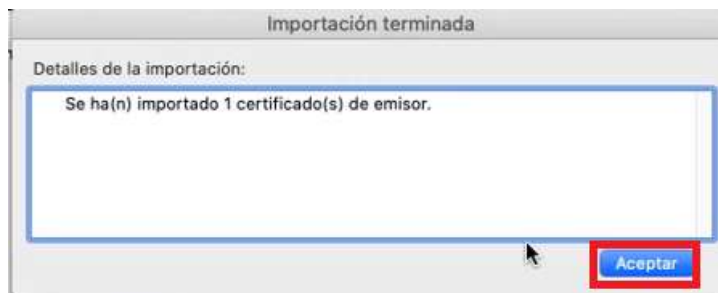 Importación terminada
Detalles de la importación:
Se ha(n) importado 1 certificado(s) de emisor.
Aceptar